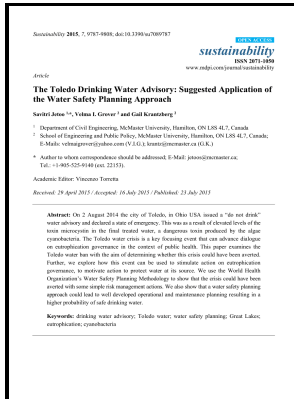 Sustainability 2015, 7, 9787-9808; doi:10.3390/su7089787
OPEN ACCESS
sustainability
ISSN 2071-1050
www.mdpi.com/journal/sustainability
Article
The Toledo Drinking Water Advisory: Suggested Application of
the Water Safety Planning Approach
Savitri Jetoo 1,*, Velma I. Grover 2 and Gail Krantzberg 2
1 Department of Civil Engineering, McMaster University, Hamilton, ON L8S 4L7, Canada
2 School of Engineering and Public Policy, McMaster University, Hamilton, ON L8S 4L7, Canada;
E-Mails: velmaigrover@yahoo.com (V.I.G.); krantz@mcmaster.ca (G.K.)
* Author to whom correspondence should be addressed; E-Mail: jetoos@mcmaster.ca;
Tel.: +1-905-525-9140 (ext. 22153).
Academic Editor: Vincenzo Torretta
Received: 29 April 2015 / Accepted: 16 July 2015 / Published: 23 July 2015
Abstract: On 2 August 2014 the city of Toledo, in Ohio USA issued a "do not drink"
water advisory and declared a state of emergency. This was as a result of elevated levels of the
toxin microcystin in the final treated water, a dangerous toxin produced by the algae
cyanobacteria. The Toledo water crisis is a key focusing event that can advance dialogue
on eutrophication governance in the context of public health. This paper examines the
Toledo water ban with the aim of determining whether this crisis could have been averted.
Further, we explore how this event can be used to stimulate action on eutrophication
governance, to motivate action to protect water at its source. We use the World Health
Organization's Water Safety Planning Methodology to show that the crisis could have been
averted with some simple risk management actions. We also show that a water safety planning
approach could lead to well developed operational and maintenance planning resulting in a
higher probability of safe drinking water.
Keywords: drinking water advisory; Toledo water; water safety planning; Great Lakes;
eutrophication; cyanobacteria